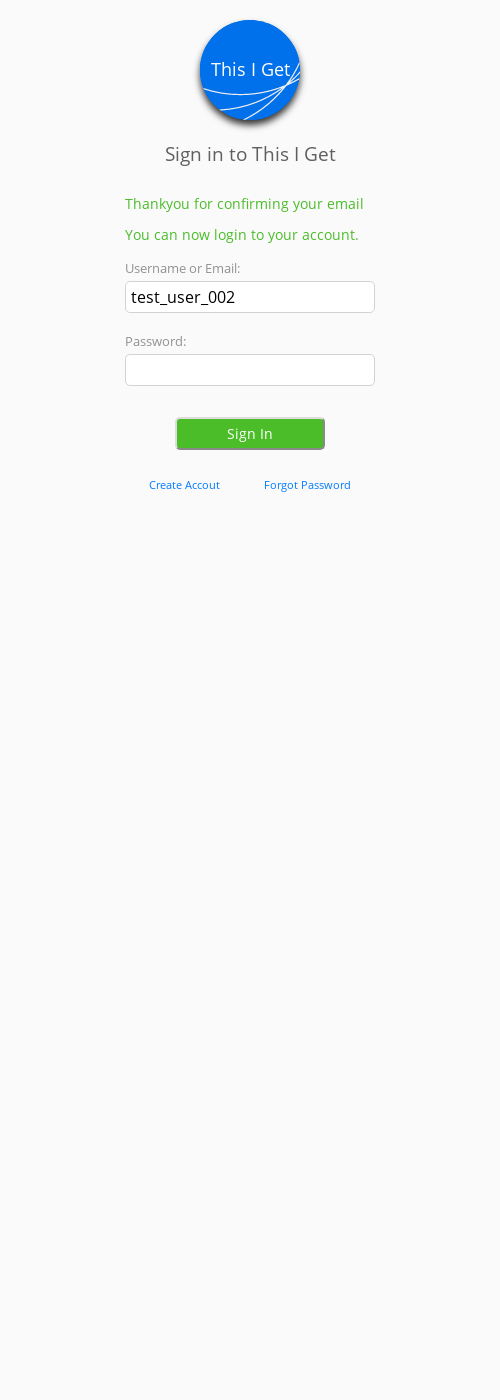 This I Get
Sign in to This I Get
Thankyou for confirming your email
You can now login to your account.
Username or Email:
test_user_002
Password:
Sign In
Create Accout Forgot Password